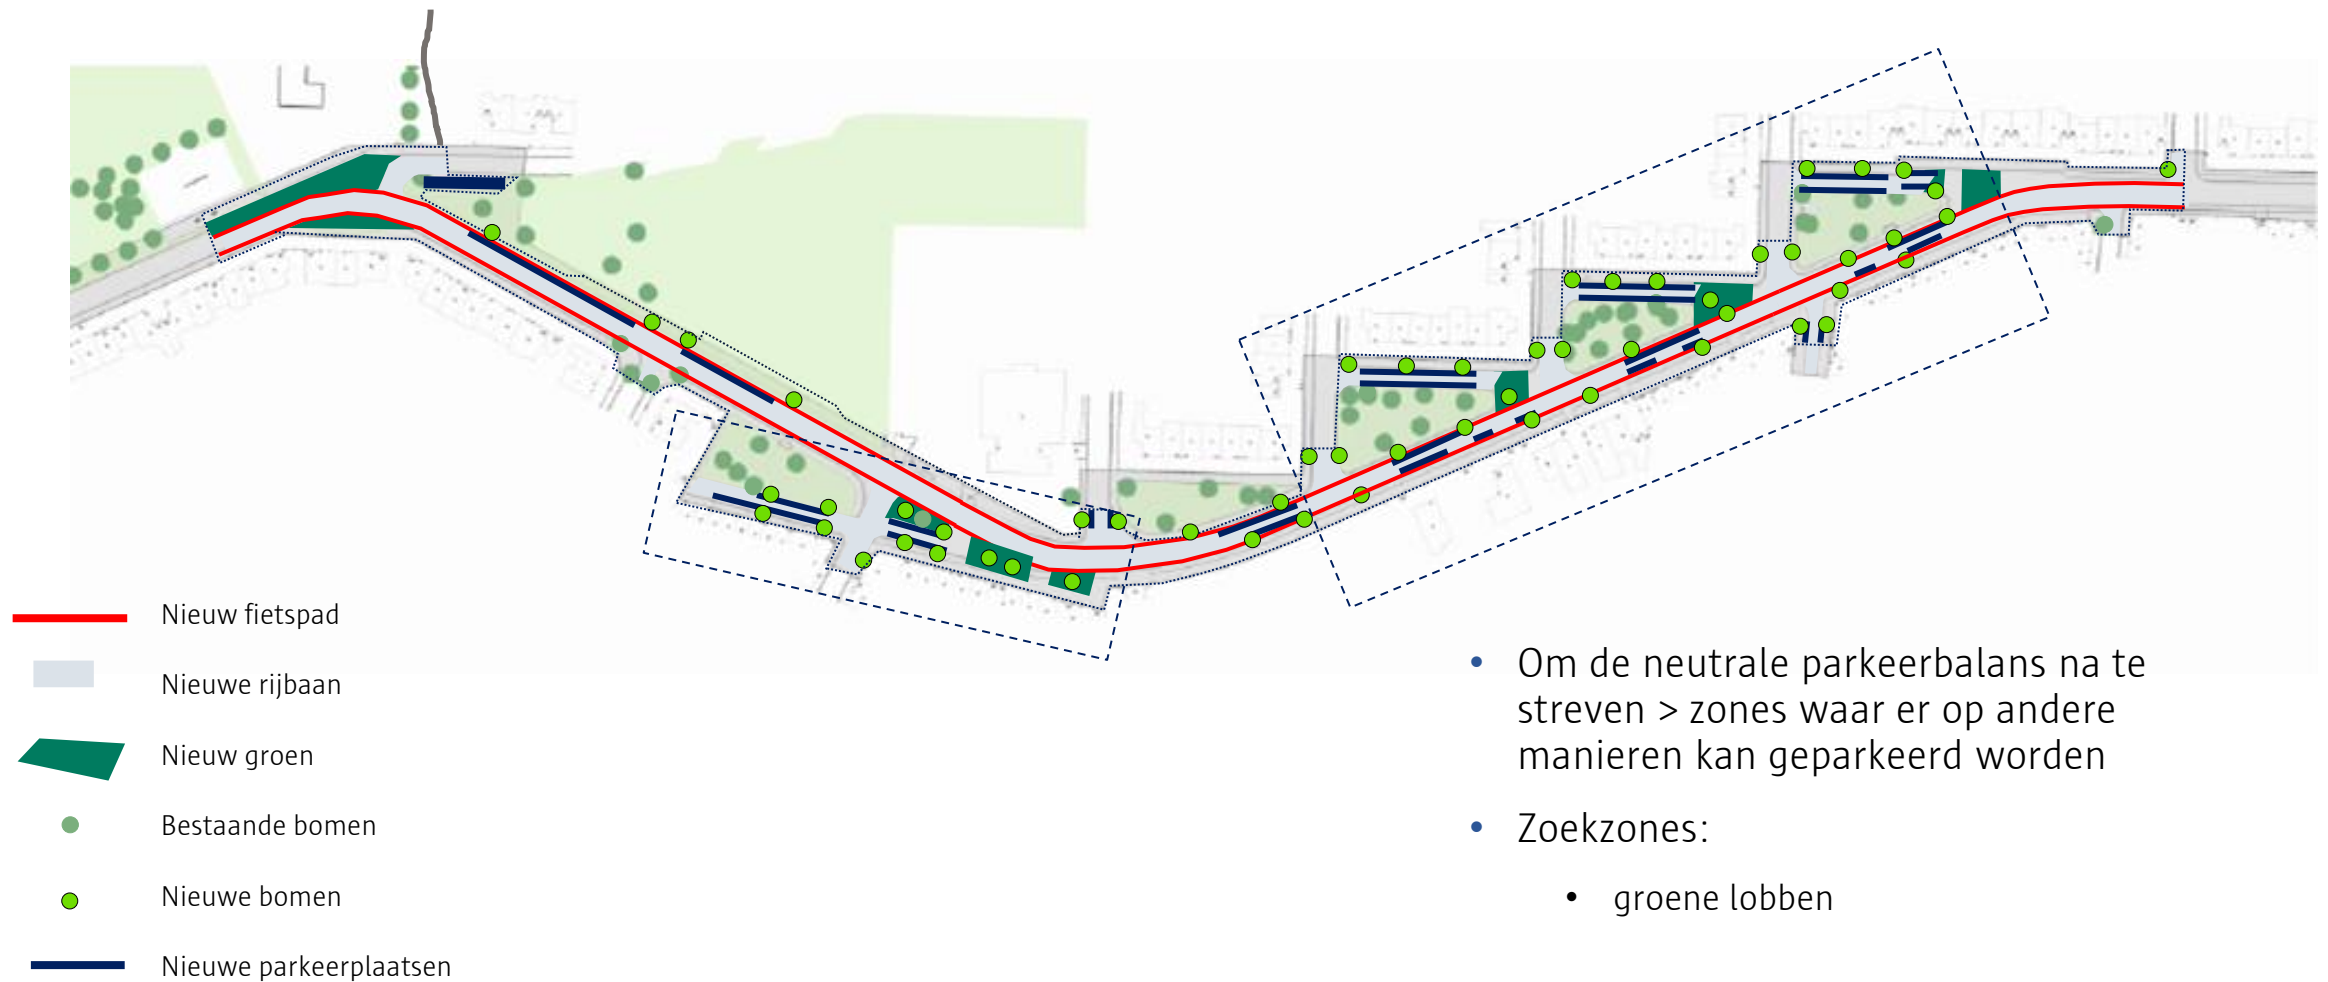 Nieuw fietspad
Nieuwe rijbaan
Nieuw groen
Bestaande bomen
Nieuwe bomen
Nieuwe parkeerplaatsen
• Om de neutrale parkeerbalans na te
streven > zones waar er op andere
manieren kan geparkeerd worden
• Zoekzones:
• groene lobben